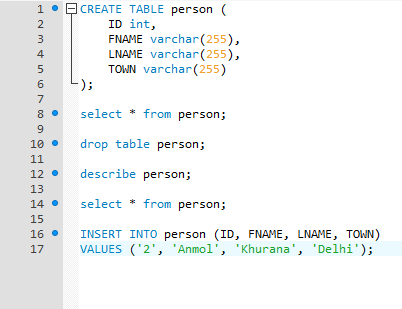 1 CREATE TABLE person (
2 ID int,
3 FNAME varchar(255),
4 LNAME varchar(255),
5 TOWN varchar(255)
6 );
7
8 select * from person;
9
10 drop table person;
11
12 describe person;
13
14 select * from person;
15
16 INSERT INTO person (ID, FNAME, LNAME, TOWN)
17 VALUES ('2', 'Anmol', 'Khurana', 'Delhi');